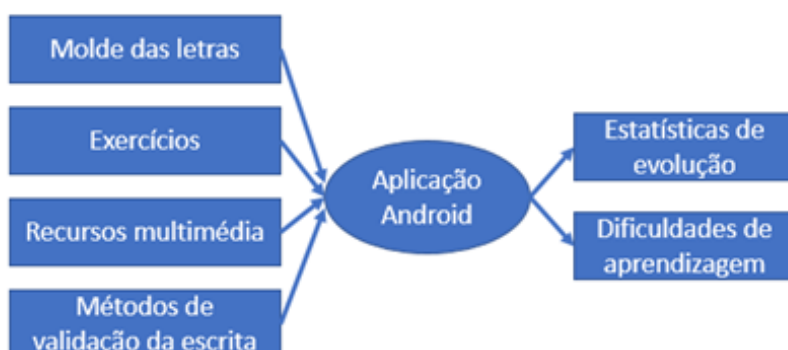 Molde das letras
Exercícios
Recursos multimédia
Métodos de
validação da escrita
Aplicação
Android
Estatísticas de
evolução
Dificuldades de
aprendizagem